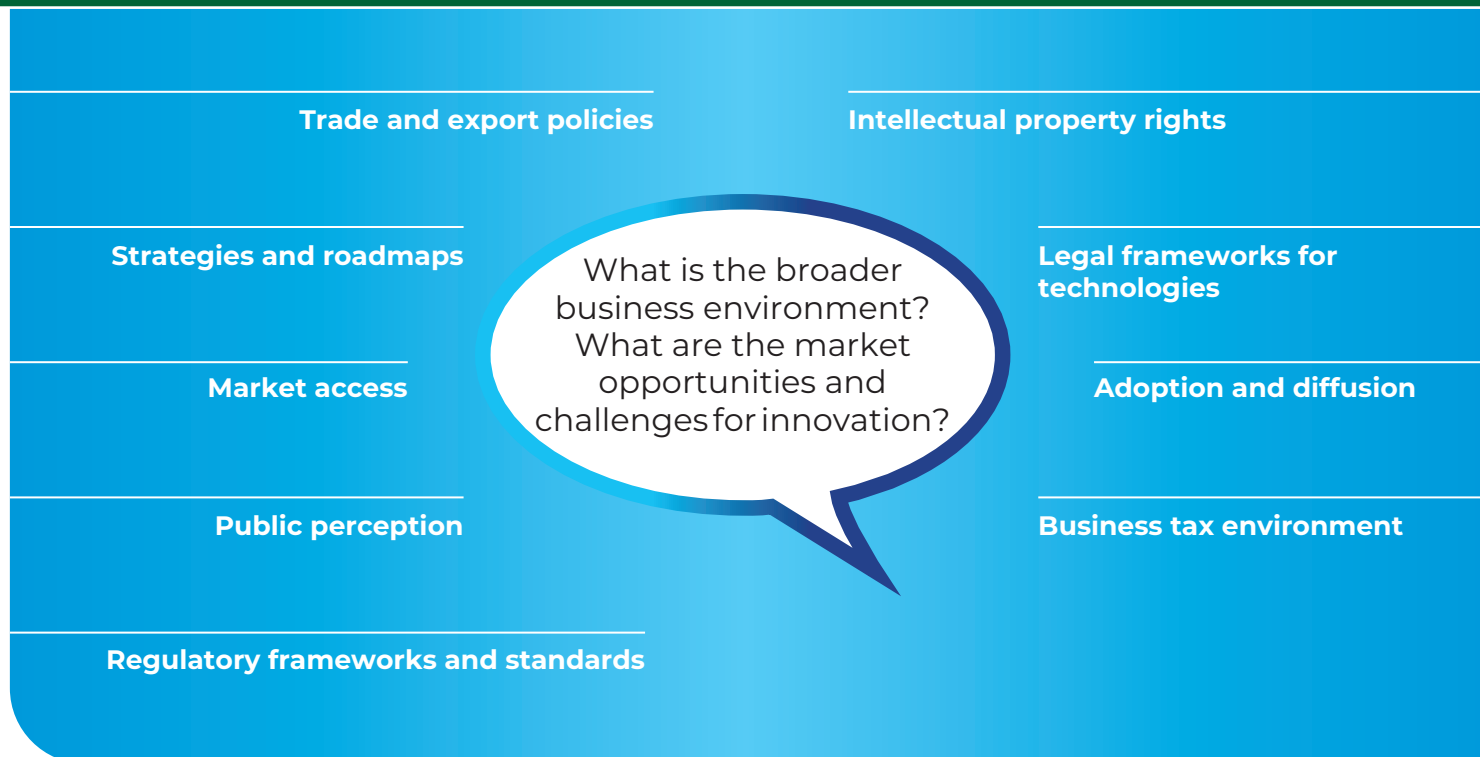 Trade and export policies
Intellectual property rights
Strategies and roadmaps
Legal frameworks for
technologies
What is the broader
business environment?
What are the market
opportunities and
challenges for innovation?
Market access
Adoption and diffusion
Public perception
Business tax environment
Regulatory frameworks and standards